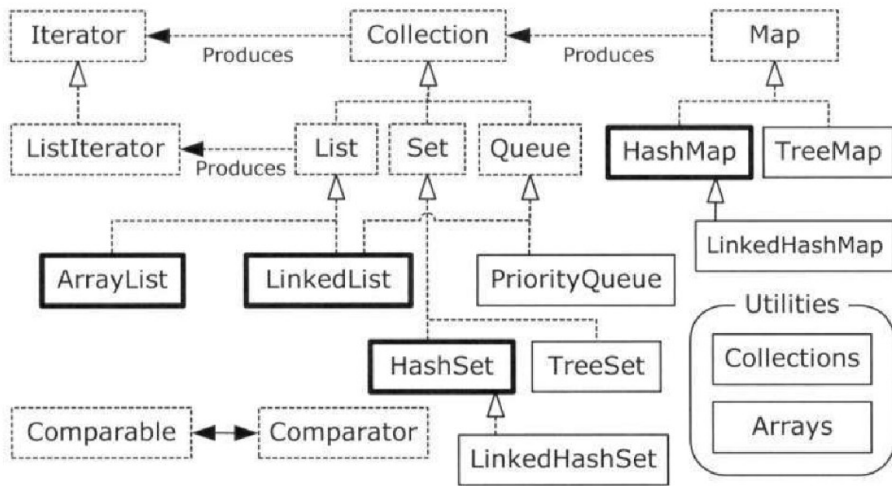 Iterator
Produces
Collection
Produces
Map
ListIterator
Produces
List
Set
Queue
HashMap
TreeMap
ArrayList
LinkedList
PriorityQueue
LinkedHashMap
Utilities
HashSet
TreeSet
Collections
Comparable
Comparator
LinkedHashSet
Arrays